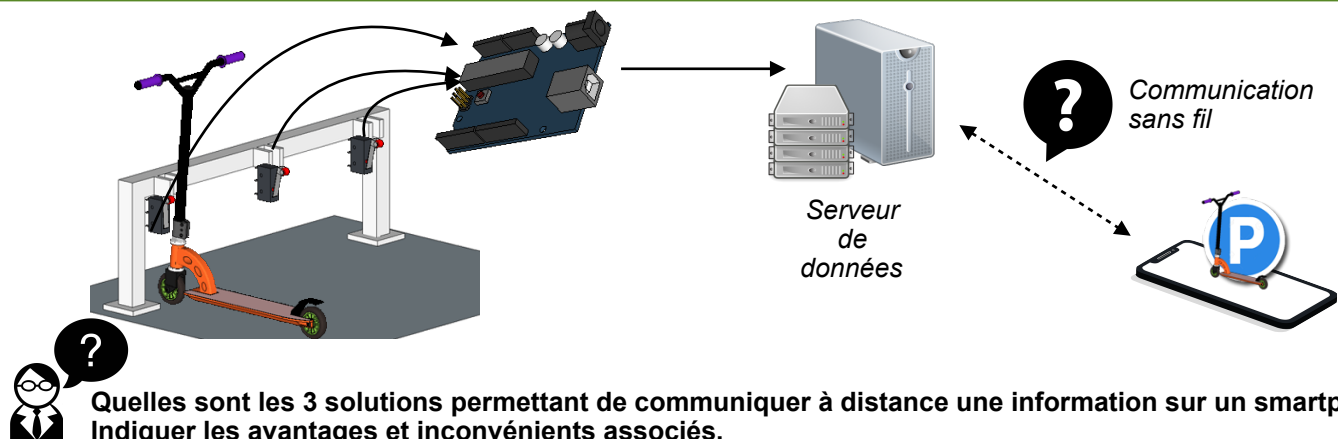 Communication
sans fil
Serveur
de
données
P
?
?
Quelles sont les 3 solutions permettant de communiquer à distance une information sur un smartp
Indiquer les avantages et inconvénients associés.